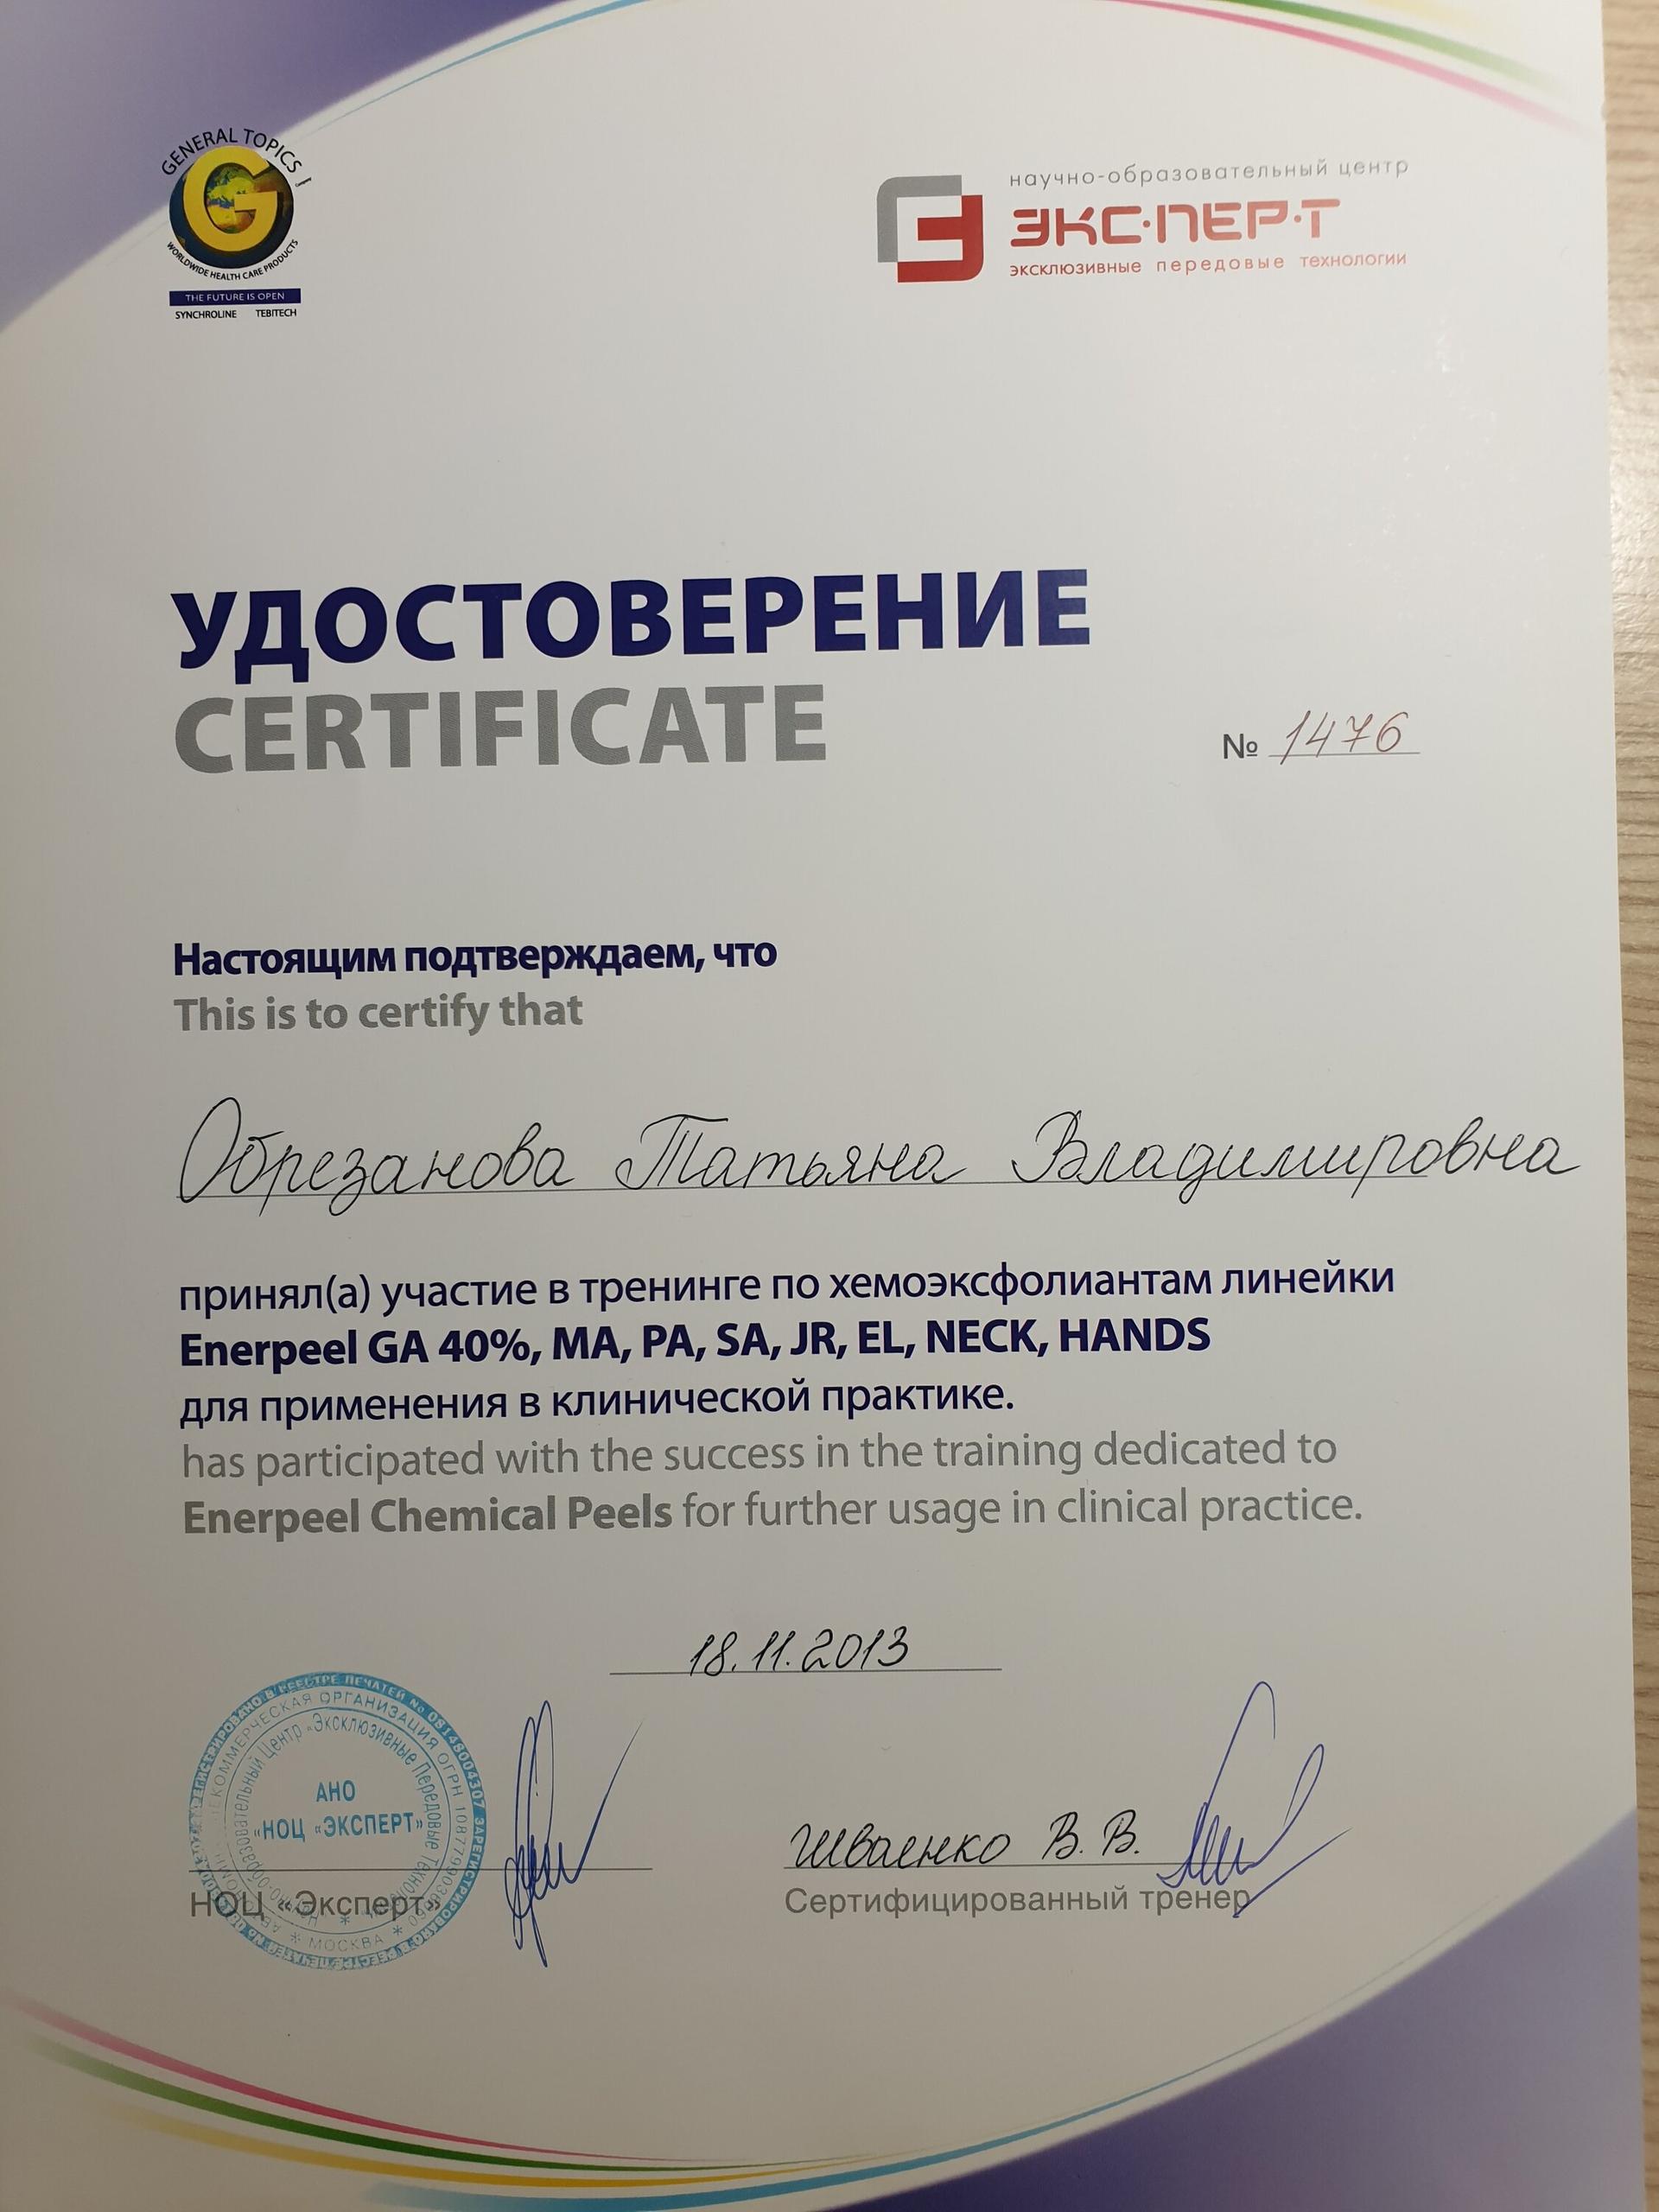 GENERAL TOPICS
WORLDWIDE HEALTH CARE PRODUCTS
THE FUTURE IS OPEN
SYNCHROLINE TEBITECH
научно-образовательный центр
ЭКС·ПЕР·Т
эксклюзивные передовые технологии
УДОСТОВЕРЕНИЕ
CERTIFICATE
№ 1476
Настоящим подтверждаем, что
This is to certify that
Обрезанова Татьяна Владимировна
принял(а) участие в тренинге по хемоэксфолиантам линейки
Enerpeel GA 40%, MA, PA, SA, JR, EL, NECK, HANDS
для применения в клинической практике.
has participated with the success in the training dedicated to
Enerpeel Chemical Peels for further usage in clinical practice.
18.11.2013
АНО
«НОЦ «ЭКСПЕРТ»
МОСКВА
НОЦ «Эксперт»
Шваенко В. В.
Сертифицированный тренер